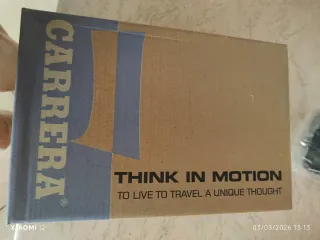 CARRERA®
THINK IN MOTION
TO LIVE TO TRAVEL A UNIQUE THOUGHT
XIAOMI 12
07/03/2026 13:13